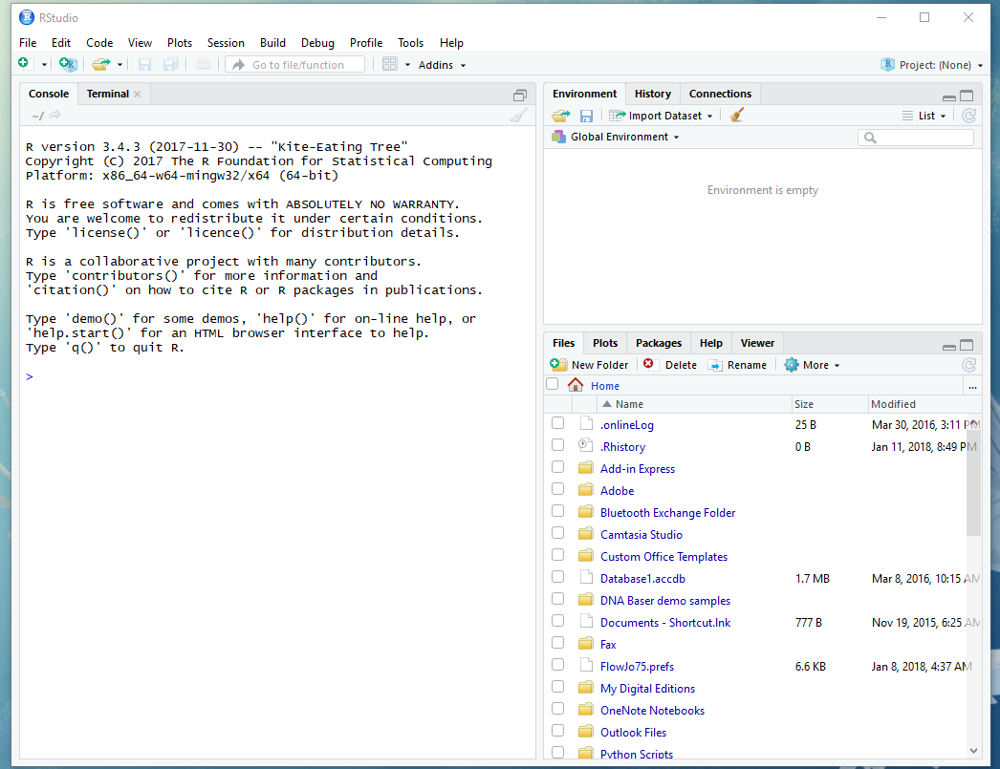 RStudio
File Edit Code View Plots Session Build Debug Profile Tools Help
Go to file/function Addins Project: (None)
Console Terminal
~/
R version 3.4.3 (2017-11-30) -- "Kite-Eating Tree"
Copyright (C) 2017 The R Foundation for Statistical Computing
Platform: x86_64-w64-mingw32/x64 (64-bit)
R is free software and comes with ABSOLUTELY NO WARRANTY.
You are welcome to redistribute it under certain conditions.
Type 'license()' or 'licence()' for distribution details.
R is a collaborative project with many contributors.
Type 'contributors()' for more information and
'citation()' on how to cite R or R packages in publications.
Type 'demo()' for some demos, 'help()' for on-line help, or
'help.start()' for an HTML browser interface to help.
Type 'q()' to quit R.
>
Environment History Connections
Import Dataset List
Global Environment
Environment is empty
Files Plots Packages Help Viewer
New Folder Delete Rename More
Home ...
Name Size Modified
.onlineLog 25 B Mar 30, 2016, 3:11 PM
.Rhistory 0 B Jan 11, 2018, 8:49 PM
Add-in Express
Adobe
Bluetooth Exchange Folder
Camtasia Studio
Custom Office Templates
Database1.accdb 1.7 MB Mar 8, 2016, 10:15 AM
DNA Baser demo samples
Documents - Shortcut.lnk 777 B Nov 19, 2015, 6:25 AM
Fax
FlowJo75.prefs 6.6 KB Jan 8, 2018, 4:37 AM
My Digital Editions
OneNote Notebooks
Outlook Files
Python Scripts